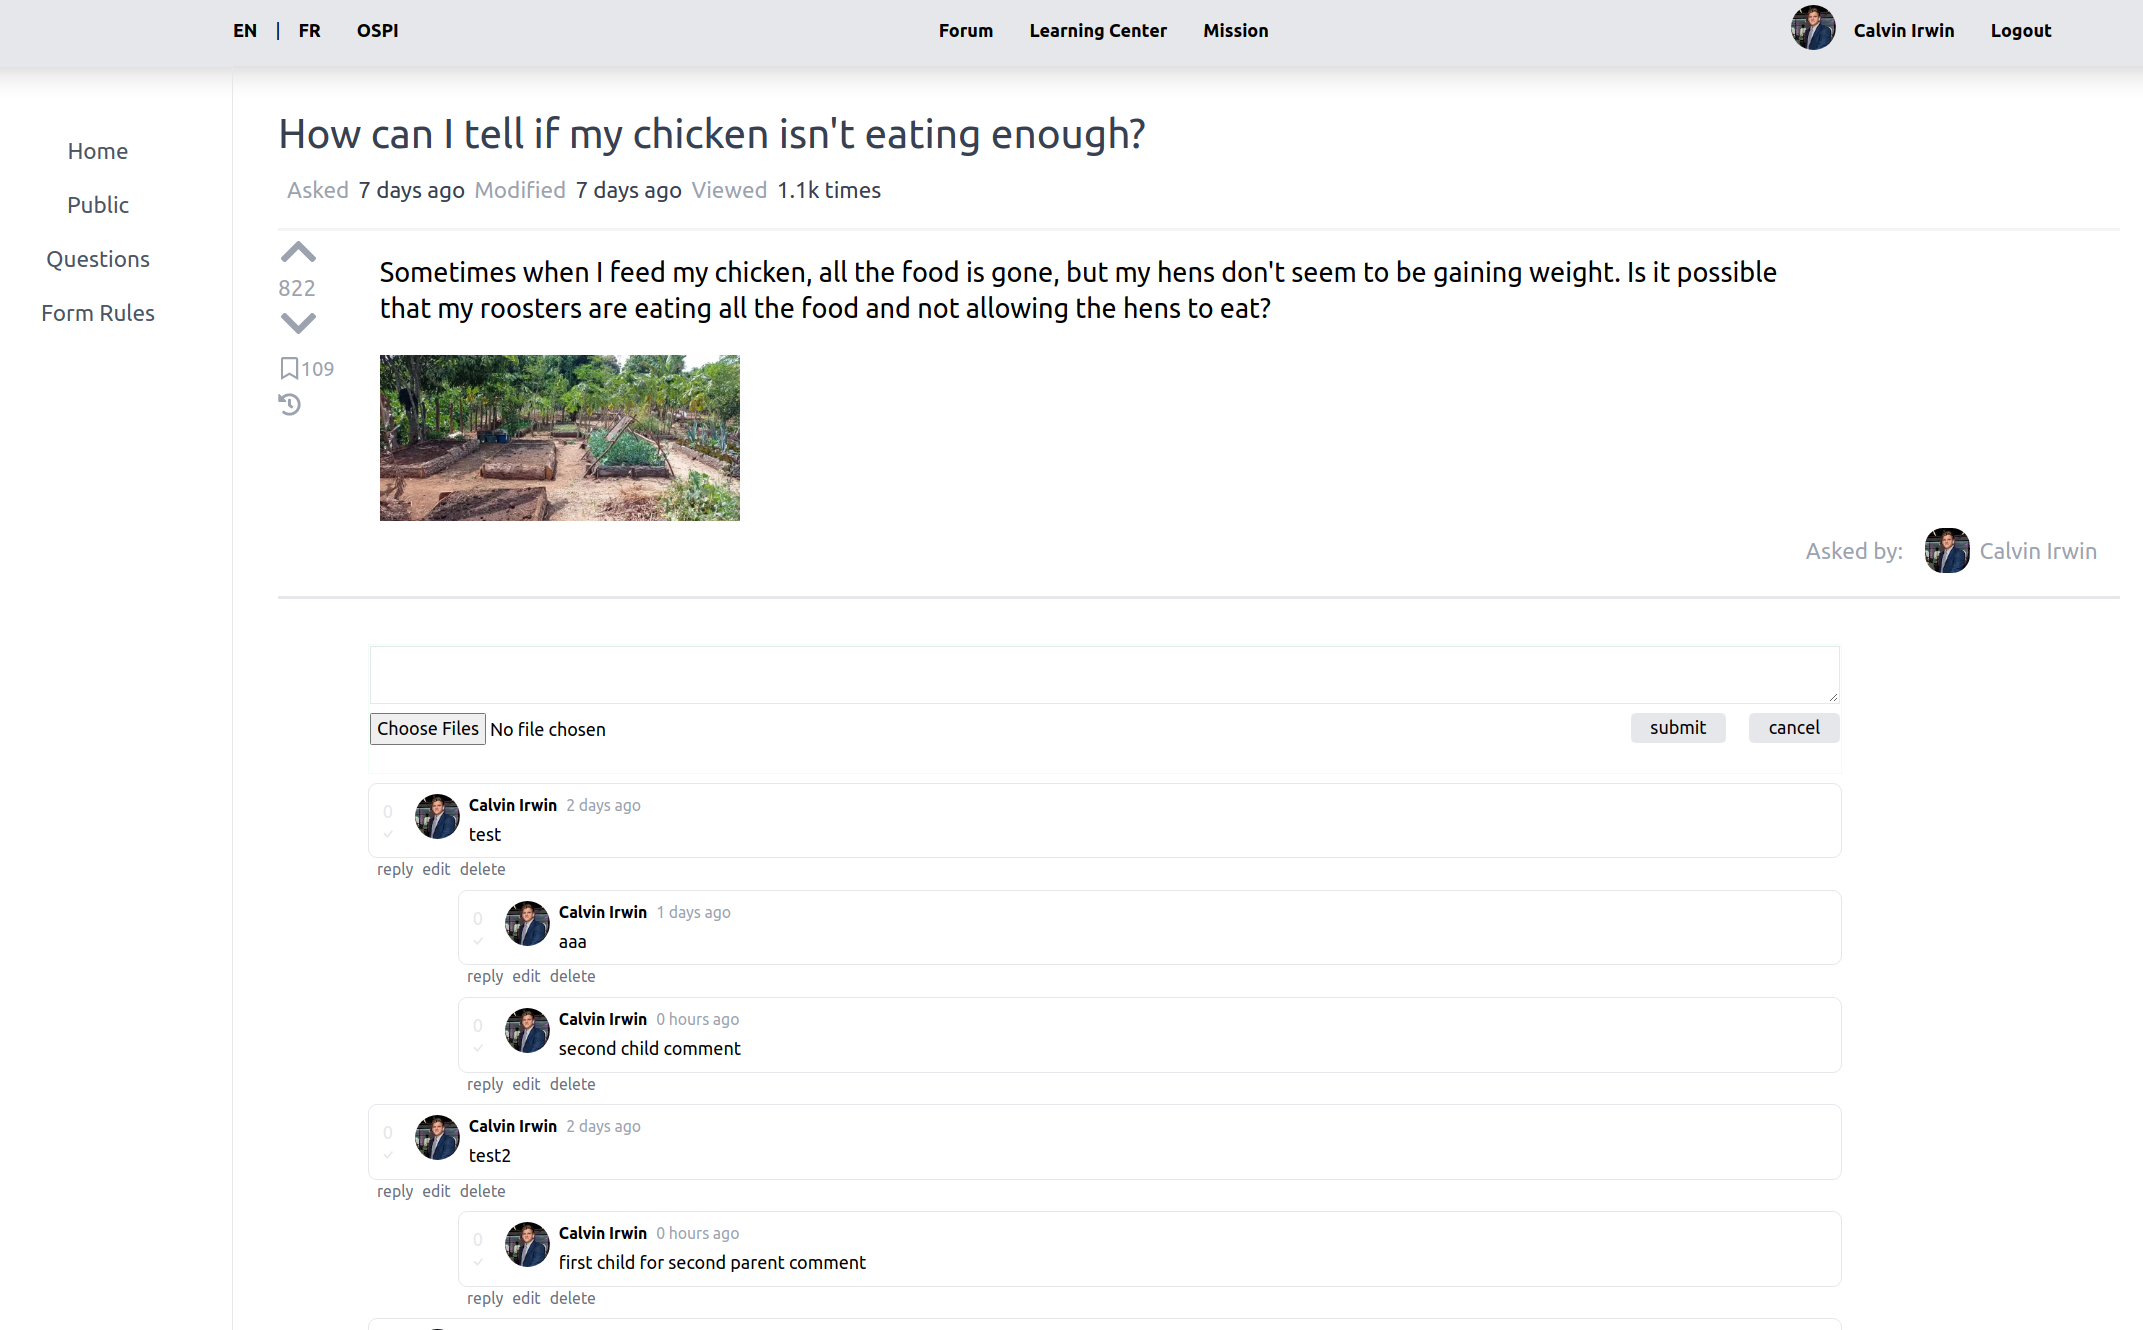 EN | FR OSPI Forum Learning Center Mission Calvin Irwin Logout
Home
Public
Questions
Form Rules
How can I tell if my chicken isn't eating enough?
Asked 7 days ago Modified 7 days ago Viewed 1.1k times
822
109
Sometimes when I feed my chicken, all the food is gone, but my hens don't seem to be gaining weight. Is it possible
that my roosters are eating all the food and not allowing the hens to eat?
Asked by: Calvin Irwin
Choose Files No file chosen submit cancel
0
Calvin Irwin 2 days ago
test
reply edit delete
0
Calvin Irwin 1 days ago
aaa
reply edit delete
0
Calvin Irwin 0 hours ago
second child comment
reply edit delete
0
Calvin Irwin 2 days ago
test2
reply edit delete
0
Calvin Irwin 0 hours ago
first child for second parent comment
reply edit delete